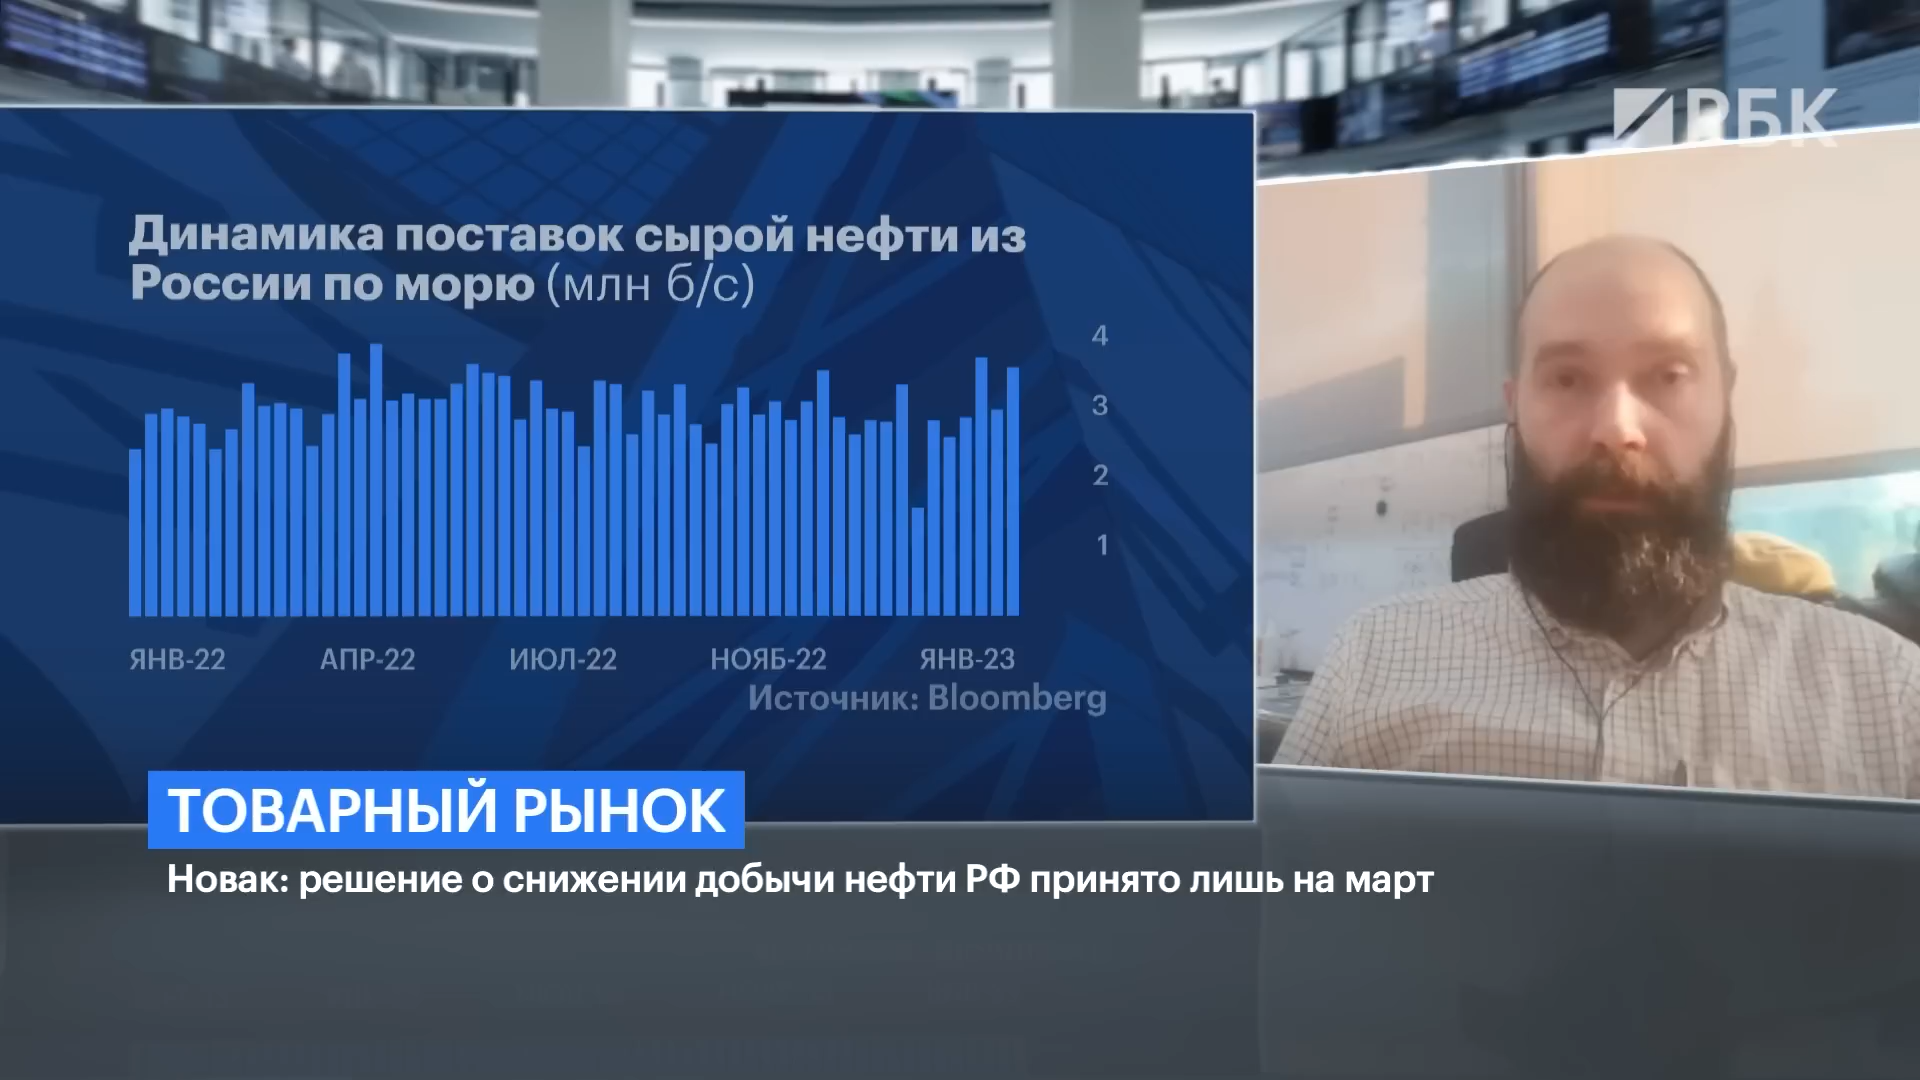 РБК
Динамика поставок сырой нефти из
России по морю (млн б/с)
4
3
2
1
ЯНВ-22 АПР-22 ИЮЛ-22 НОЯБ-22 ЯНВ-23
Источник: Bloomberg
ТОВАРНЫЙ РЫНОК
Новак: решение о снижении добычи нефти РФ принято лишь на март